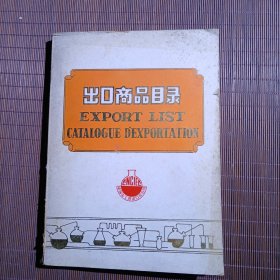 出口商品目录
EXPORT LIST
CATALOGUE D'EXPORTATION